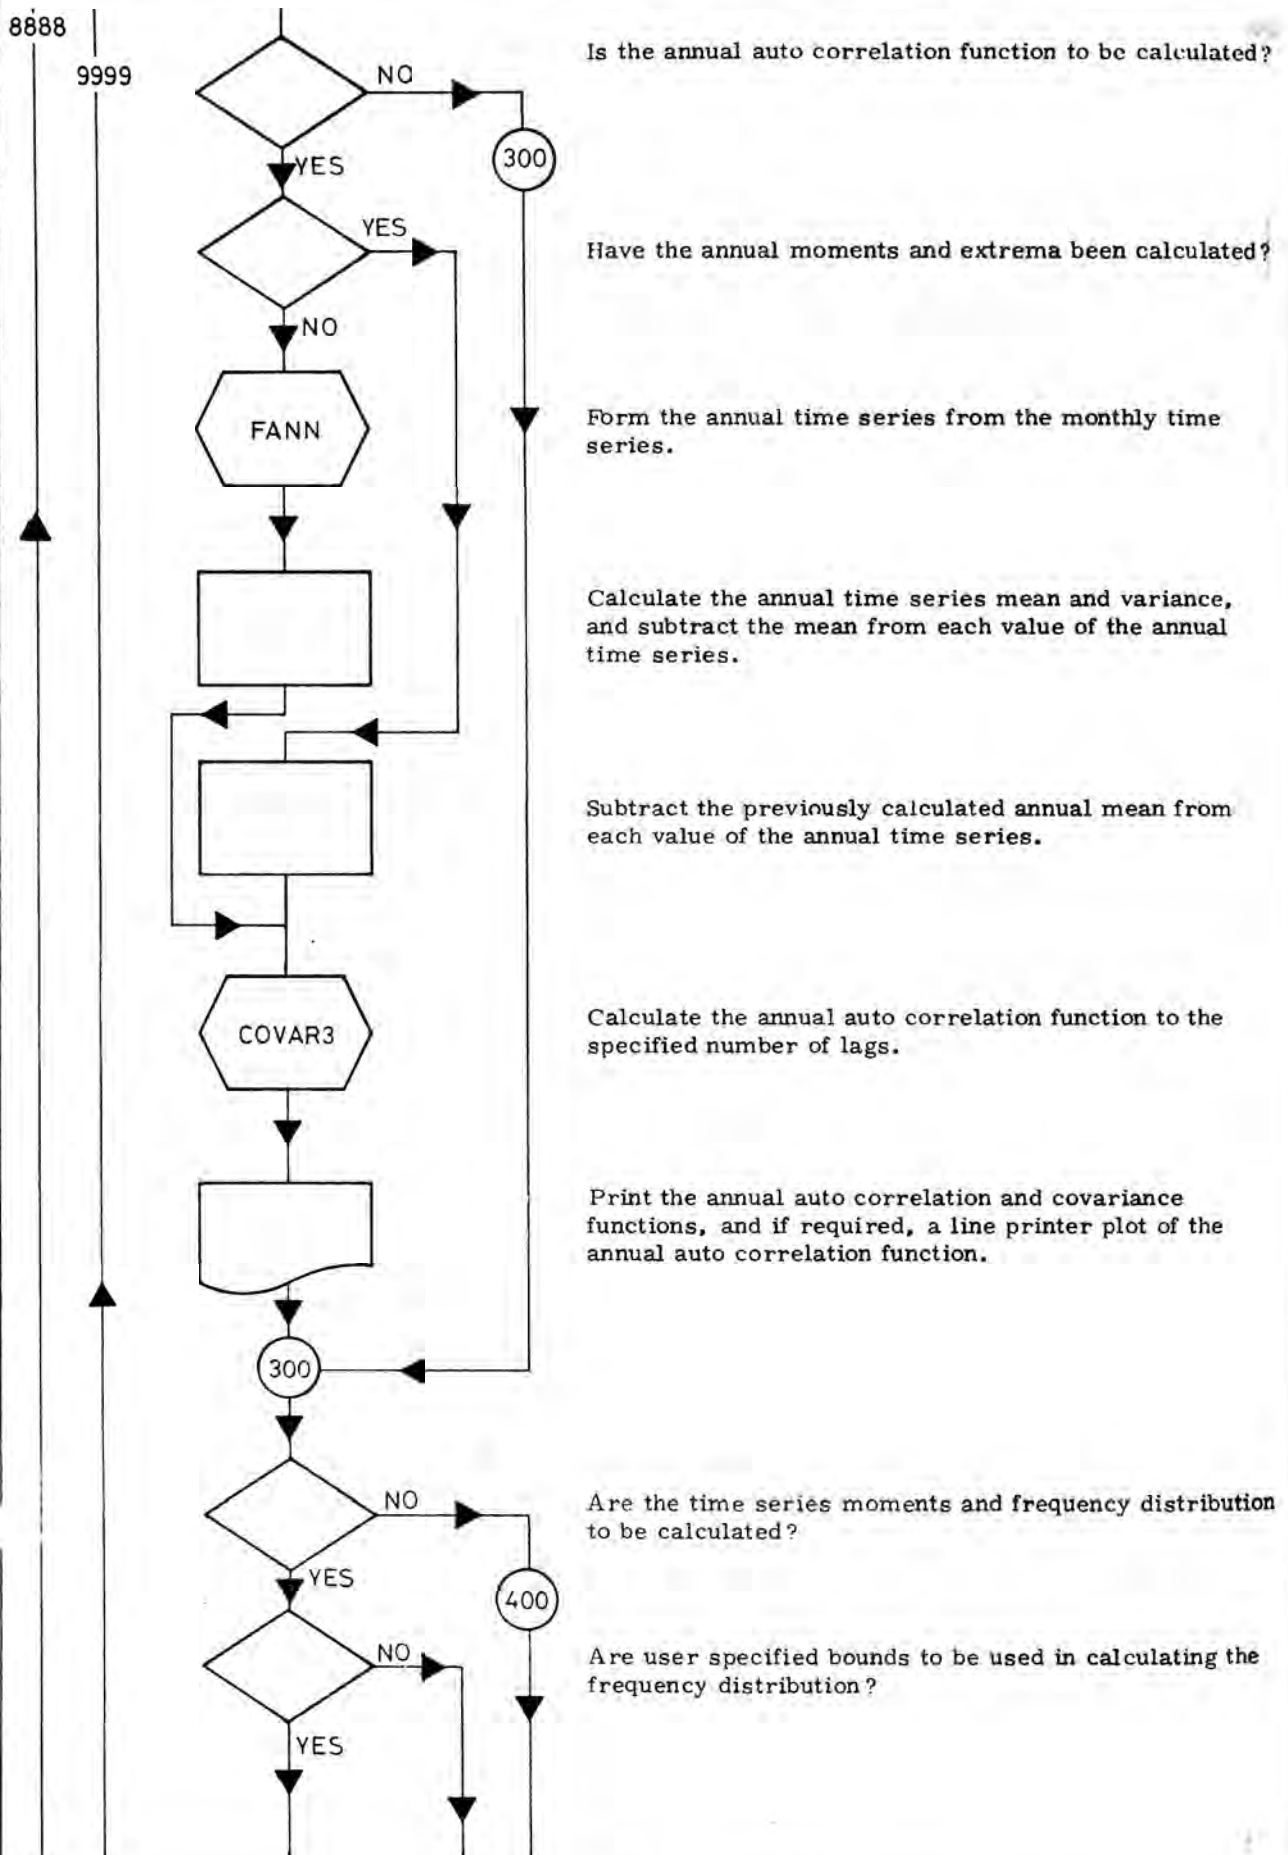 8888
9999
NO
Is the annual auto correlation function to be calculated?
300
YES
YES
Have the annual moments and extrema been calculated?
NO
FANN
Form the annual time series from the monthly time
series.
Calculate the annual time series mean and variance,
and subtract the mean from each value of the annual
time series.
Subtract the previously calculated annual mean from
each value of the annual time series.
COVAR3
Calculate the annual auto correlation function to the
specified number of lags.
Print the annual auto correlation and covariance
functions, and if required, a line printer plot of the
annual auto correlation function.
300
NO
Are the time series moments and frequency distribution
to be calculated?
YES
400
NO
Are user specified bounds to be used in calculating the
frequency distribution?
YES